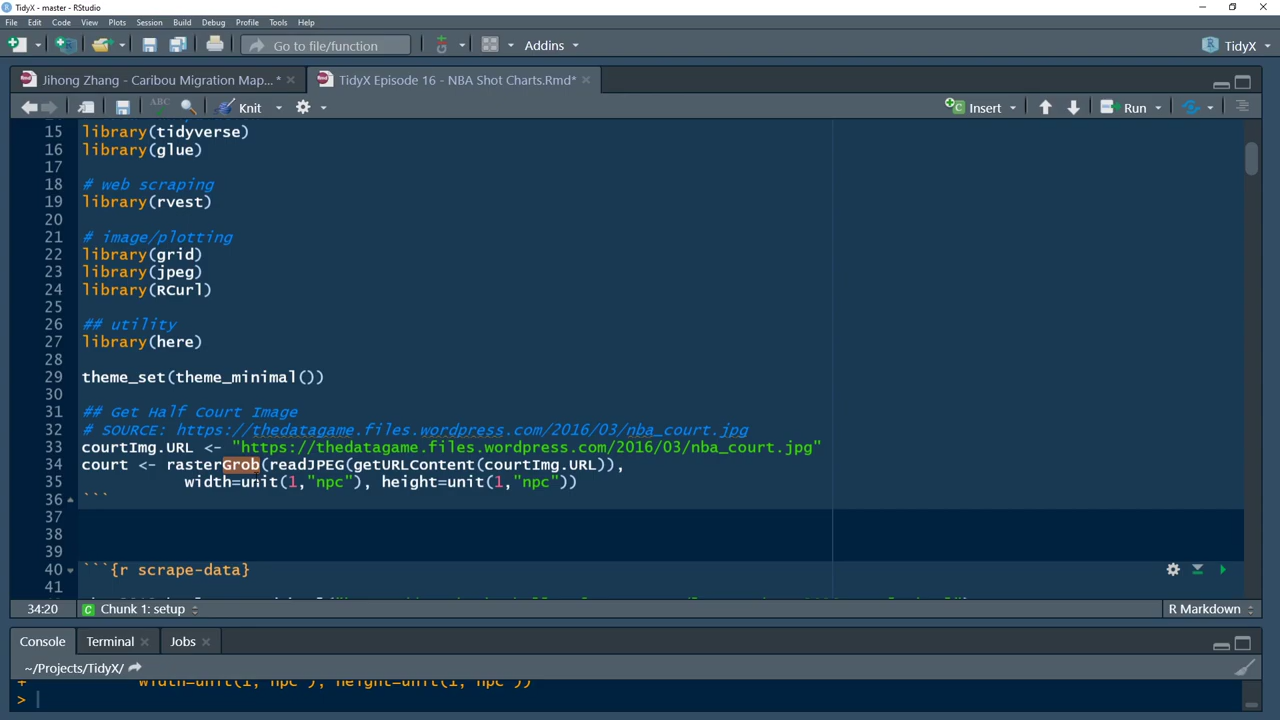 TidyX - master - RStudio
File Edit Code View Plots Session Build Debug Profile Tools Help
Go to file/function Addins TidyX
Jihong Zhang - Caribou Migration Map...* TidyX Episode 16 - NBA Shot Charts.Rmd*
ABC Knit Insert Run
15 library(tidyverse)
16 library(glue)
17
18 # web scraping
19 library(rvest)
20
21 # image/plotting
22 library(grid)
23 library(jpeg)
24 library(RCurl)
25
26 ## utility
27 library(here)
28
29 theme_set(theme_minimal())
30
31 ## Get Half Court Image
32 # SOURCE: https://thedatagame.files.wordpress.com/2016/03/nba_court.jpg
33 courtImg.URL <- "https://thedatagame.files.wordpress.com/2016/03/nba_court.jpg"
34 court <- rasterGrob(readJPEG(getURLContent(courtImg.URL)),
35 width=unit(1,"npc"), height=unit(1,"npc"))
36 ```
37
38
39
40 ```{r scrape-data}
41
34:20 Chunk 1: setup R Markdown
Console Terminal Jobs
~/Projects/TidyX/
+ width=unit(1,"npc"), height=unit(1,"npc"))
>